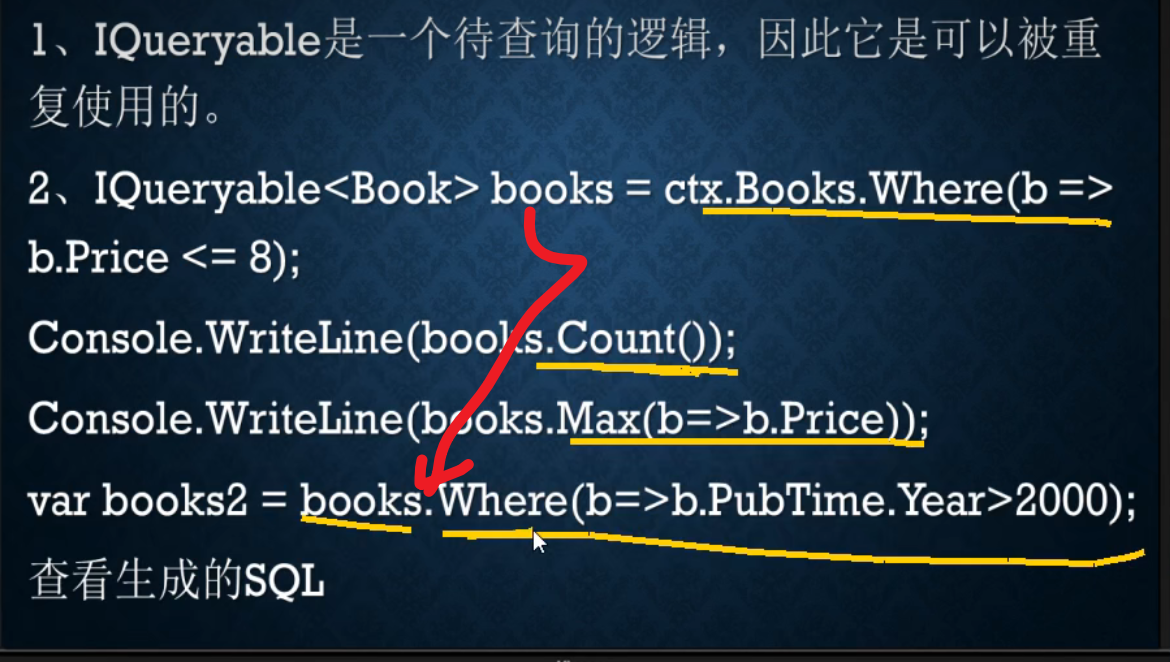 1、IQueryable是一个待查询的逻辑，因此它是可以被重
复使用的。
2、IQueryable<Book> books = ctx.Books.Where(b =>
b.Price <= 8);
Console.WriteLine(books.Count());
Console.WriteLine(books.Max(b=>b.Price));
var books2 = books.Where(b=>b.PubTime.Year>2000);
查看生成的SQL